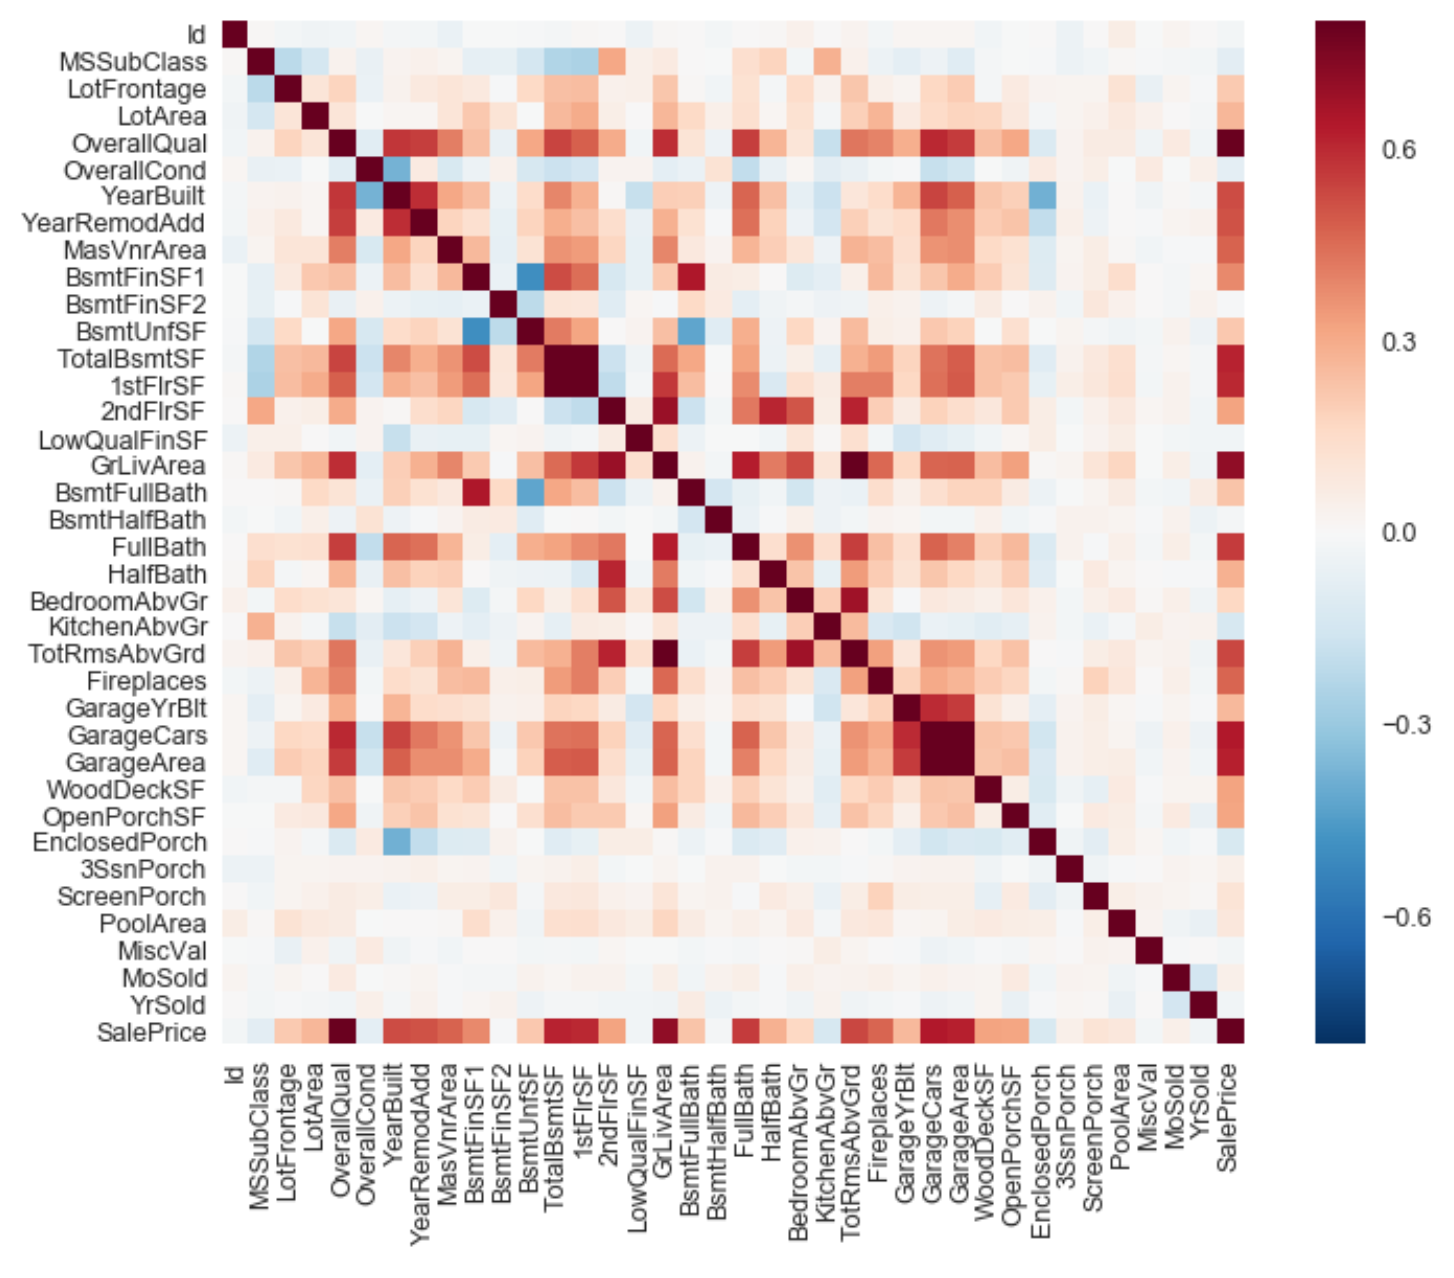 Id
MSSubClass
LotFrontage
LotArea
OverallQual
OverallCond
YearBuilt
YearRemodAdd
MasVnrArea
BsmtFinSF1
BsmtFinSF2
BsmtUnfSF
TotalBsmtSF
1stFlrSF
2ndFlrSF
LowQualFinSF
GrLivArea
BsmtFullBath
BsmtHalfBath
FullBath
HalfBath
BedroomAbvGr
KitchenAbvGr
TotRmsAbvGrd
Fireplaces
GarageYrBlt
GarageCars
GarageArea
WoodDeckSF
OpenPorchSF
EnclosedPorch
3SsnPorch
ScreenPorch
PoolArea
MiscVal
MoSold
YrSold
SalePrice
Id
MSSubClass
LotFrontage
LotArea
OverallQual
OverallCond
YearBuilt
YearRemodAdd
MasVnrArea
BsmtFinSF1
BsmtFinSF2
BsmtUnfSF
TotalBsmtSF
1stFlrSF
2ndFlrSF
LowQualFinSF
GrLivArea
BsmtFullBath
BsmtHalfBath
FullBath
HalfBath
BedroomAbvGr
KitchenAbvGr
TotRmsAbvGrd
Fireplaces
GarageYrBlt
GarageCars
GarageArea
WoodDeckSF
OpenPorchSF
EnclosedPorch
3SsnPorch
ScreenPorch
PoolArea
MiscVal
MoSold
YrSold
SalePrice
0.6
0.3
0.0
−0.3
−0.6